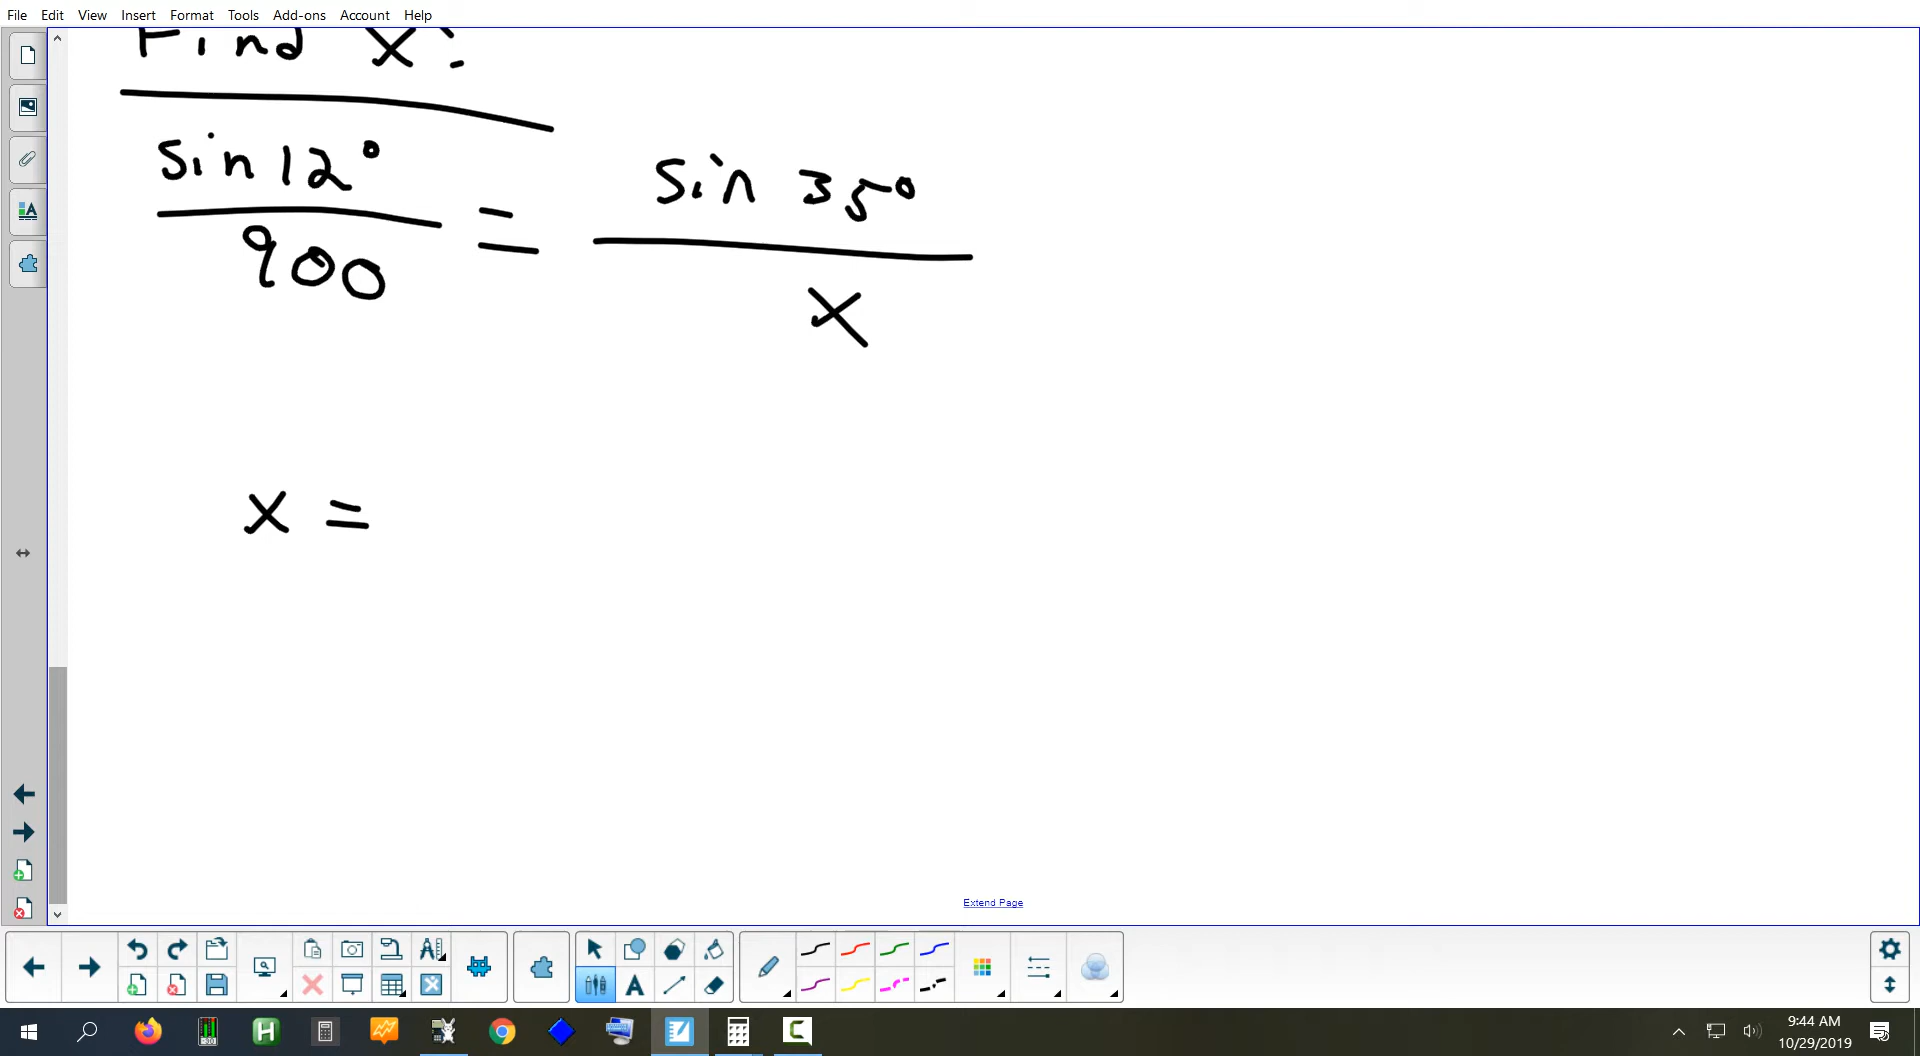 File Edit View Insert Format Tools Add-ons Account Help
Find x:
sin 12° / 900 = sin 35° / x
x =
Extend Page
9:44 AM
10/29/2019